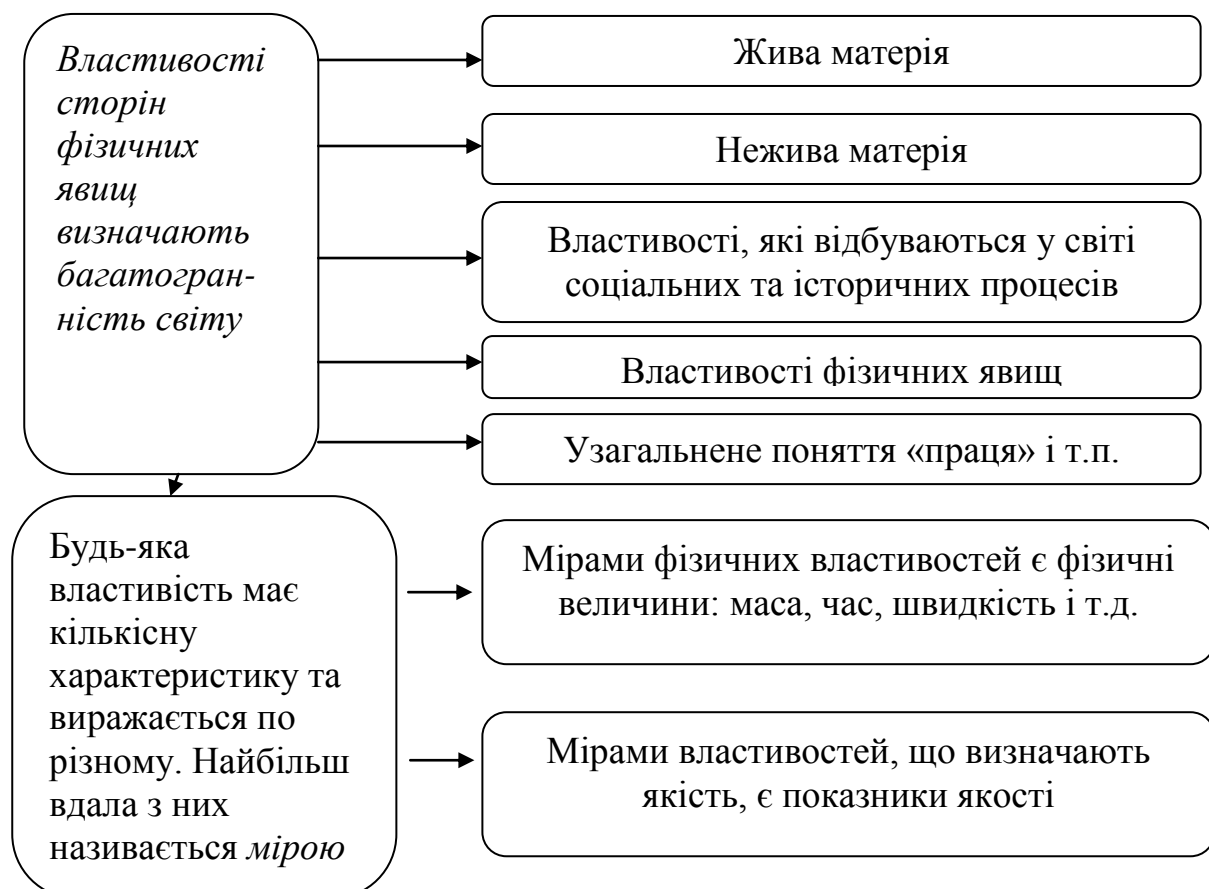 Властивості
сторін
фізичних
явищ
визначають
багатогран-
ність світу
Жива матерія
Нежива матерія
Властивості, які відбуваються у світі
соціальних та історичних процесів
Властивості фізичних явищ
Узагальнене поняття «праця» і т.п.
Будь-яка
властивість має
кількісну
характеристику та
виражається по
різному. Найбільш
вдала з них
називається мірою
Мірами фізичних властивостей є фізичні
величини: маса, час, швидкість і т.д.
Мірами властивостей, що визначають
якість, є показники якості